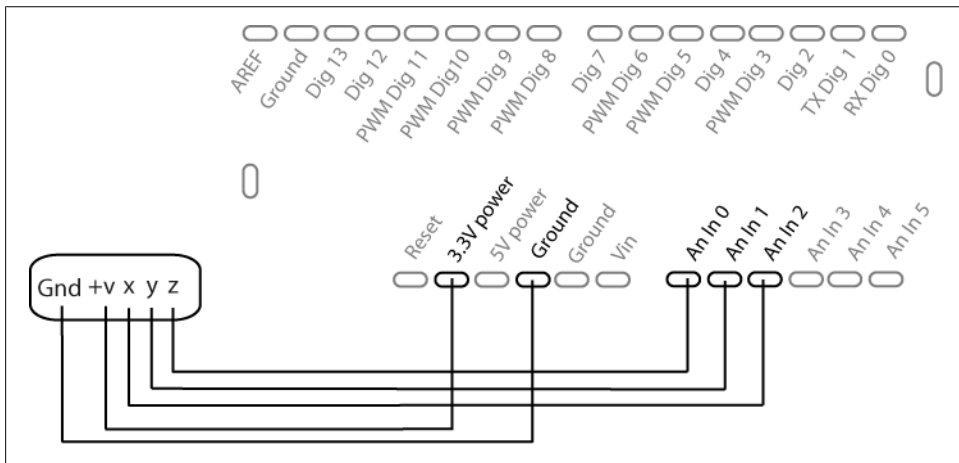 AREF
Ground
Dig 13
Dig 12
PWM Dig 11
PWM Dig10
PWM Dig 9
PWM Dig 8
Dig 7
PWM Dig 6
PWM Dig 5
Dig 4
PWM Dig 3
Dig 2
TX Dig 1
RX Dig 0
Reset
3.3V power
5V power
Ground
Ground
Vin
An In 0
An In 1
An In 2
An In 3
An In 4
An In 5
Gnd +v x y z